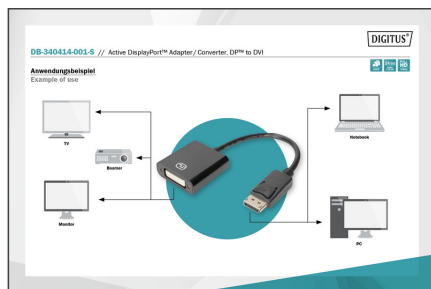 DIGITUS®
DB-340414-001-S // Active DisplayPort™ Adapter/ Converter, DP™ to DVI
Anwendungsbeispiel
Example of use
TV
Beamer
Monitor
Notebook
PC